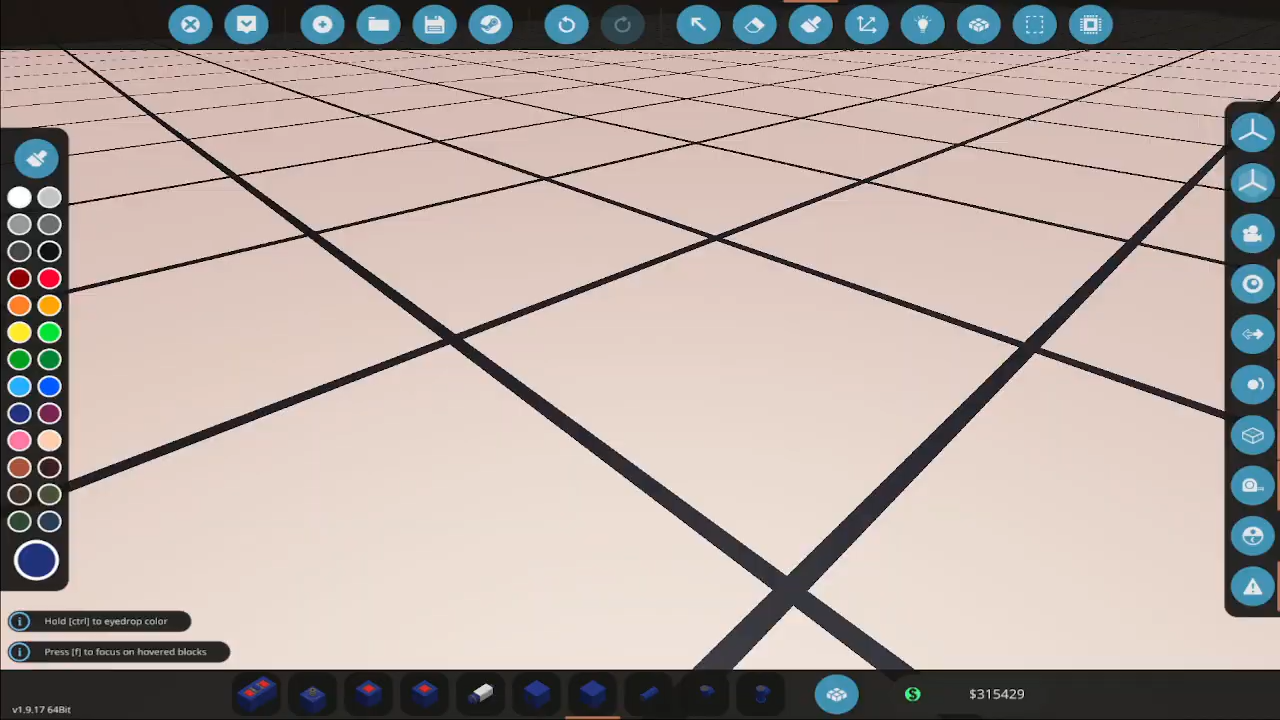 Hold [ctrl] to eyedrop color
Press [f] to focus on hovered blocks
v1.9.17 64Bit
$
$315429